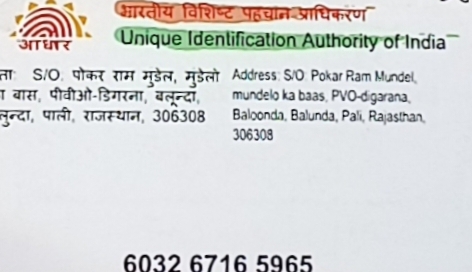 भारतीय विशिष्ट पहचान प्राधिकरण
आधार
Unique Identification Authority of India
ता: S/O. पोकर राम मुंडेल, मुंडेलो
ा बास, पीवीओ-डिगरना, बलून्दा,
लुन्दा, पाली, राजस्थान, 306308
Address: S/O: Pokar Ram Mundel,
mundelo ka baas, PVO-digarana,
Baloonda, Balunda, Pali, Rajasthan,
306308
6032 6716 5965